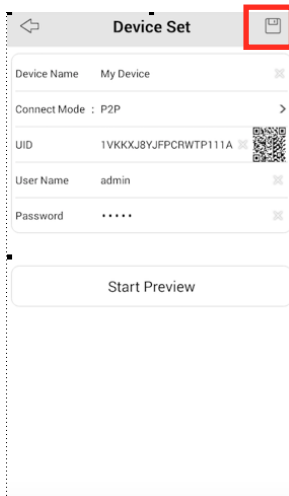 Device Set
Device Name My Device
Connect Mode : P2P
UID 1VKKXJ8YJFPCRWTP111A
User Name admin
Password •••••
Start Preview